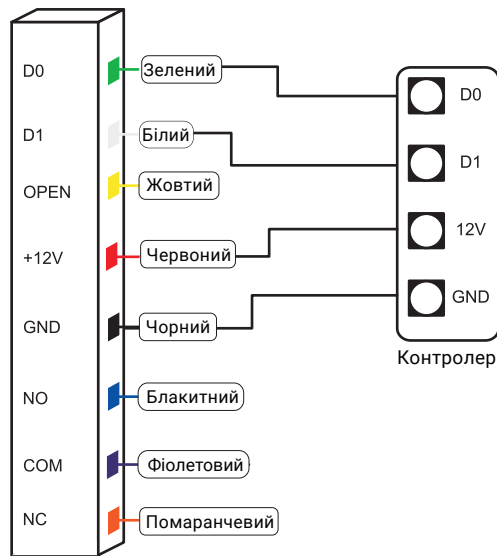 D0 Зелений
D0
D1 Білий
D1
OPEN Жовтий
12V
+12V Червоний
GND
GND Чорний
Контролер
NO Блакитний
COM Фіолетовий
NC Помаранчевий